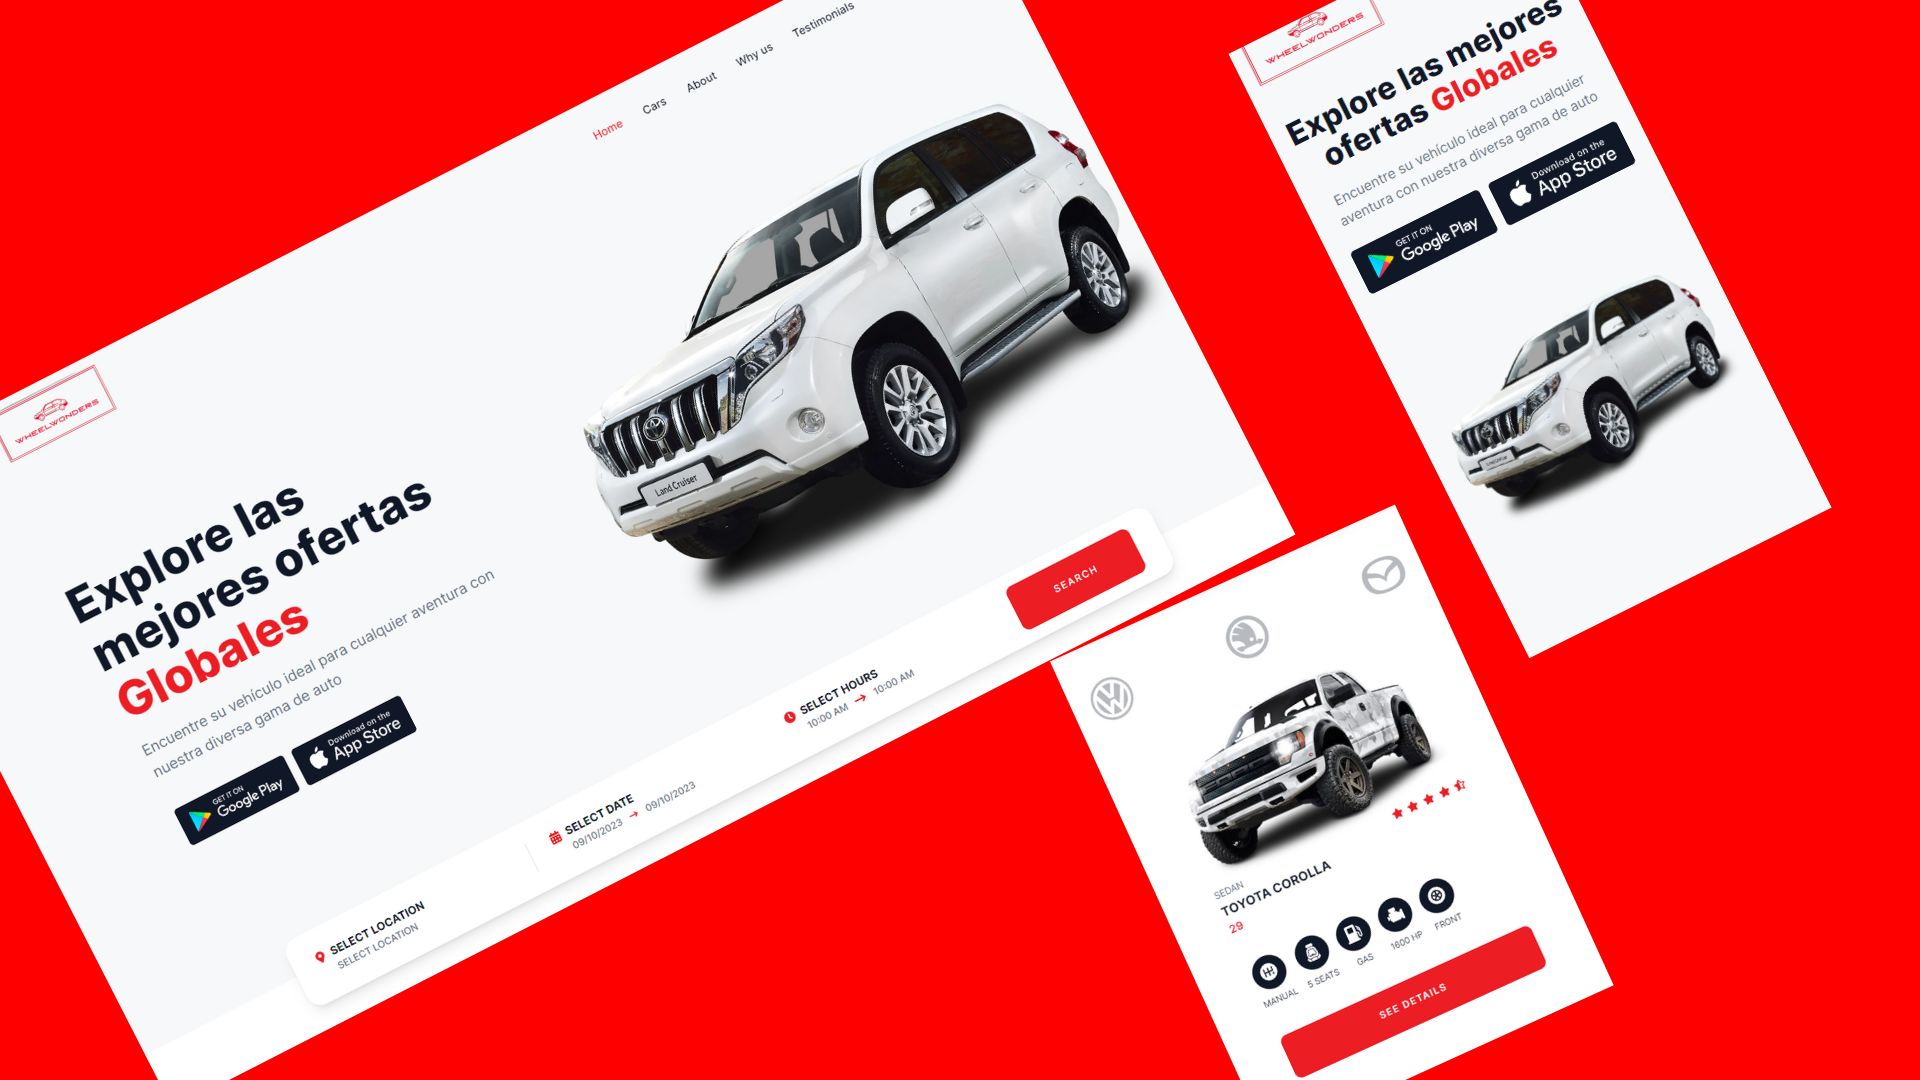 Home
Cars
About
Why us
Testimonials
WHEELWONDERS
Explore las
mejores ofertas
Globales
Encuentre su vehículo ideal para cualquier aventura con
nuestra diversa gama de auto
GET IT ON
Google Play
Download on the
App Store
Land Cruiser
SELECT LOCATION
SELECT LOCATION
SELECT DATE
09/10/2023 → 09/10/2023
SELECT HOURS
10:00 AM → 10:00 AM
SEARCH
WHEELWONDERS
Explore las mejores
ofertas Globales
Encuentre su vehículo ideal para cualquier
aventura con nuestra diversa gama de auto
GET IT ON
Google Play
Download on the
App Store
Land Cruiser
SEDAN
TOYOTA COROLLA
29
MANUAL
5 SEATS
GAS
1600 HP
FRONT
SEE DETAILS